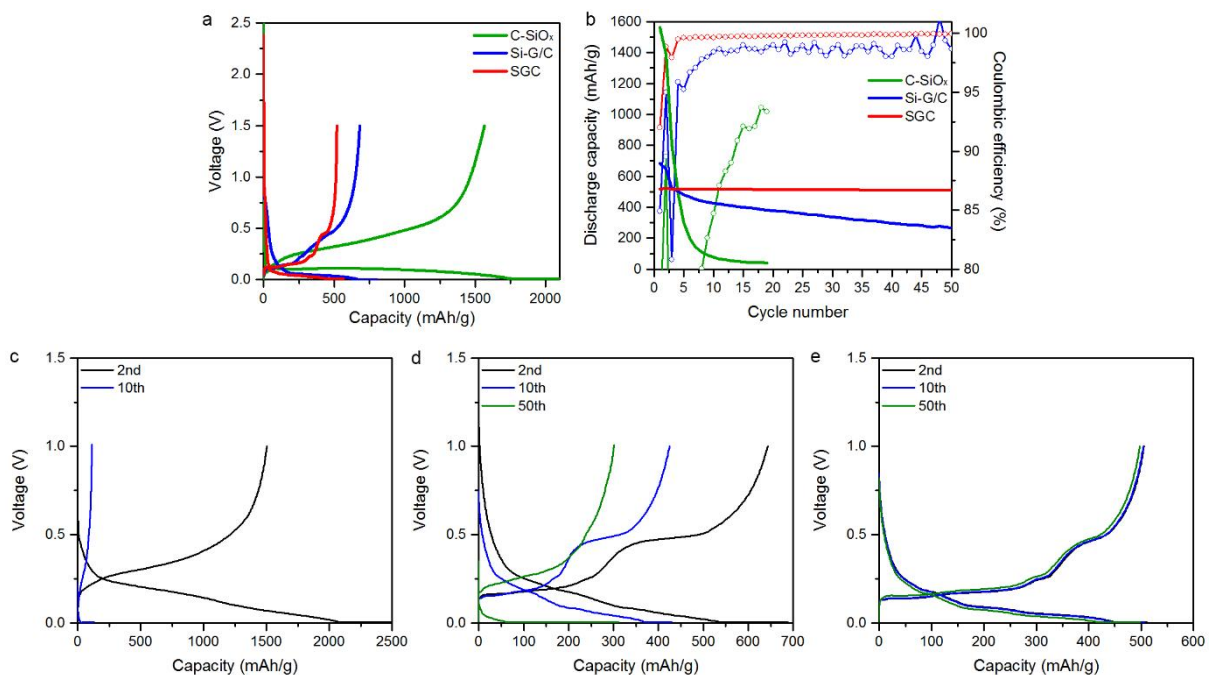 a
Voltage (V)
2.5
2.0
1.5
1.0
0.5
0.0
0 500 1000 1500 2000
Capacity (mAh/g)
C-SiOₓ
Si-G/C
SGC
b
Discharge capacity (mAh/g)
1600
1400
1200
1000
800
600
400
200
0
0 5 10 15 20 25 30 35 40 45 50
Cycle number
100
95
90
85
80
Coulombic efficiency (%)
C-SiOₓ
Si-G/C
SGC
c
Voltage (V)
1.5
1.0
0.5
0.0
0 500 1000 1500 2000 2500
Capacity (mAh/g)
2nd
10th
d
Voltage (V)
1.5
1.0
0.5
0.0
0 100 200 300 400 500 600 700
Capacity (mAh/g)
2nd
10th
50th
e
Voltage (V)
1.5
1.0
0.5
0.0
0 100 200 300 400 500 600
Capacity (mAh/g)
2nd
10th
50th